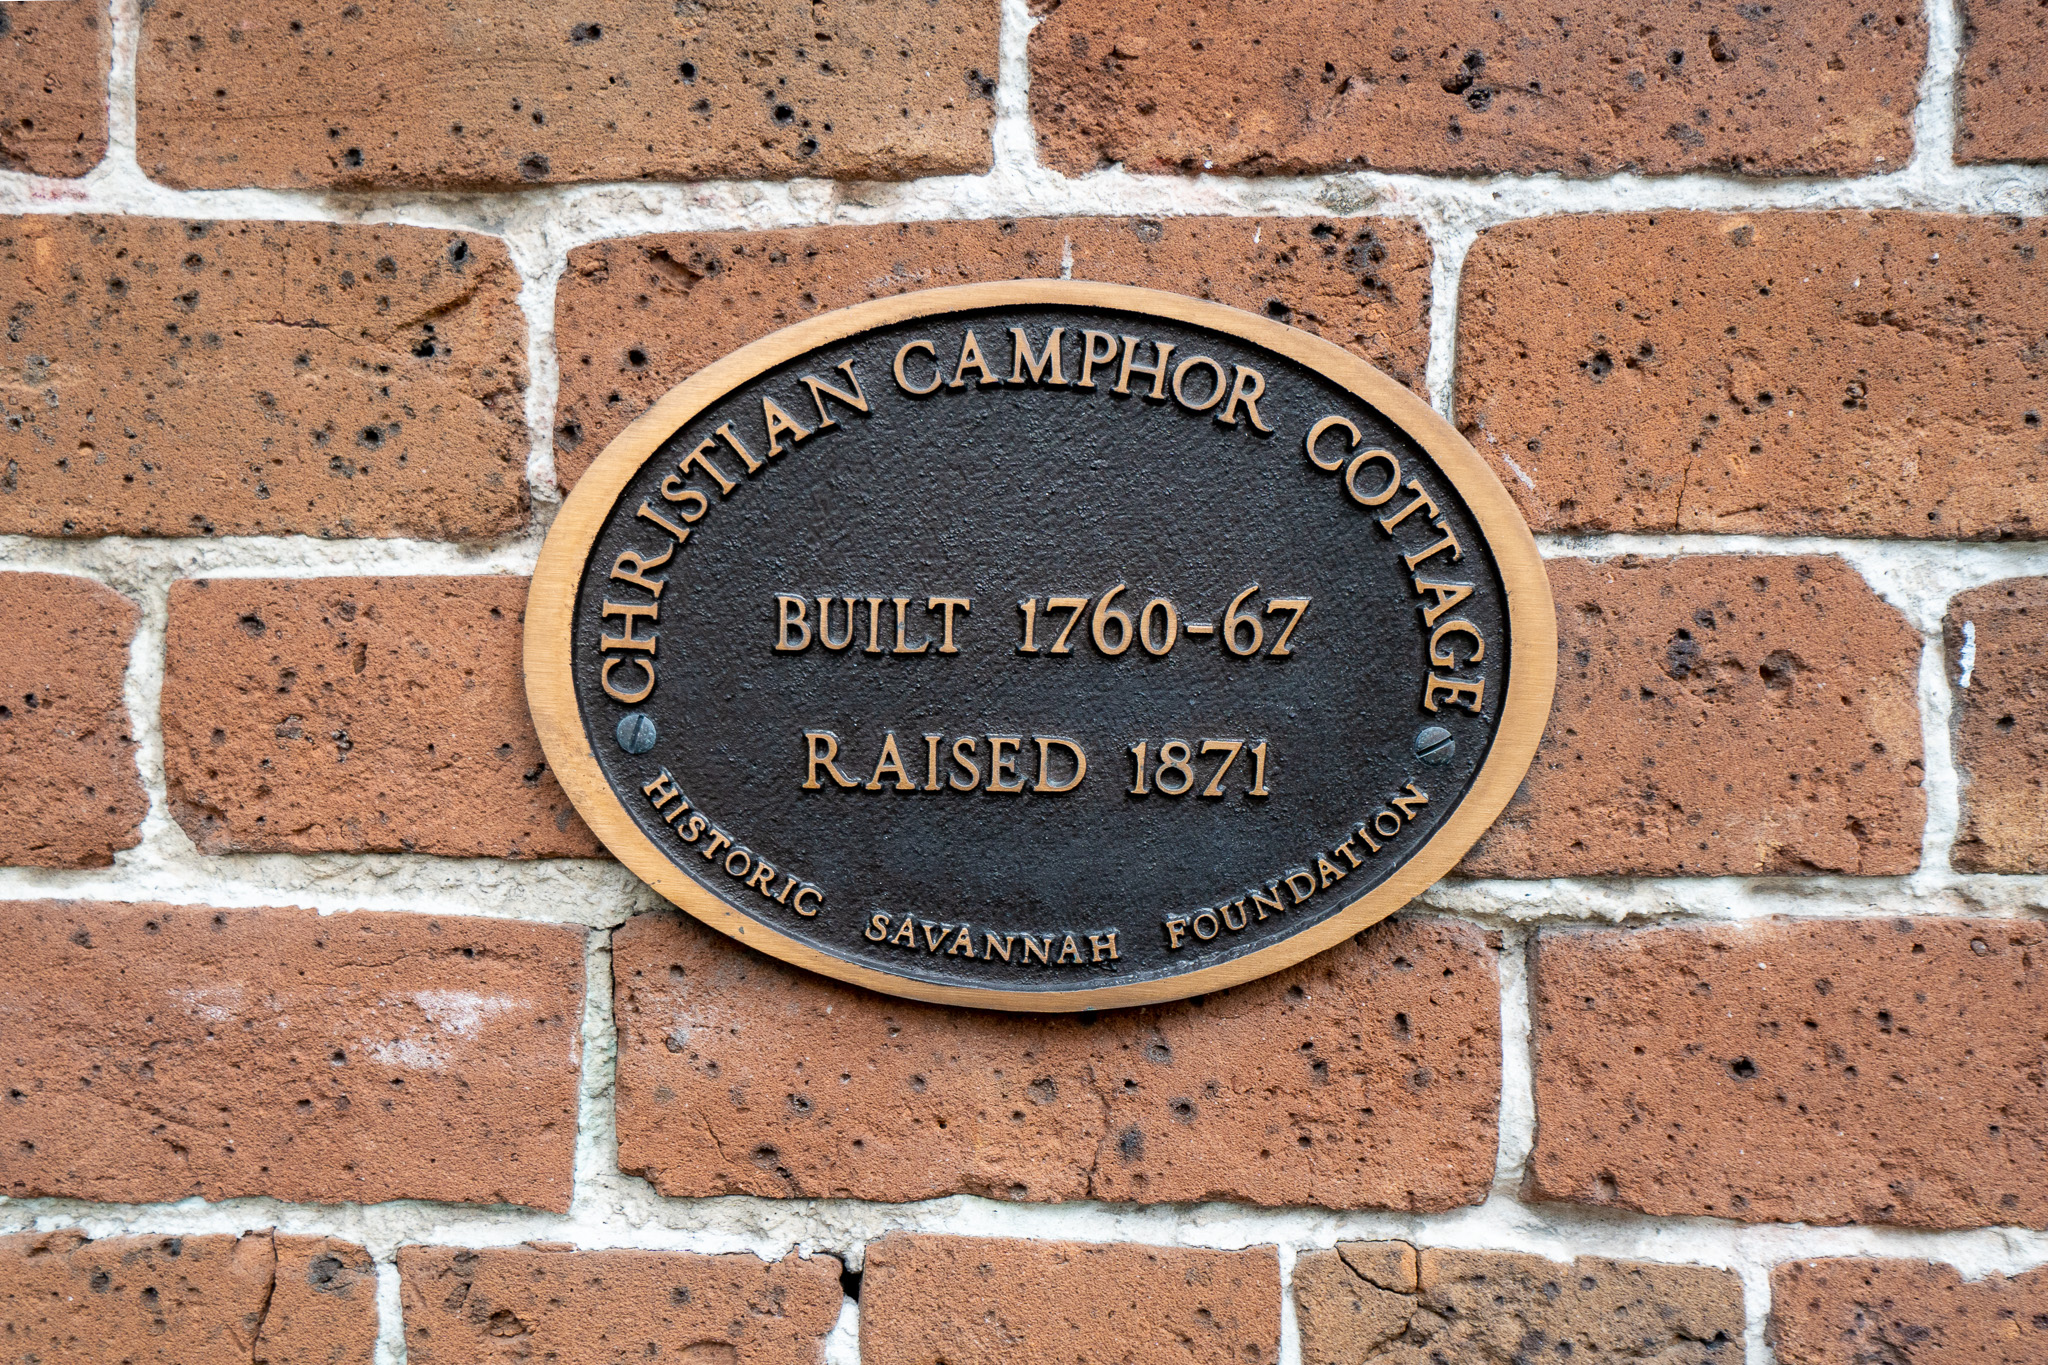 CHRISTIAN CAMPHOR COTTAGE
BUILT 1760-67
RAISED 1871
HISTORIC SAVANNAH FOUNDATION